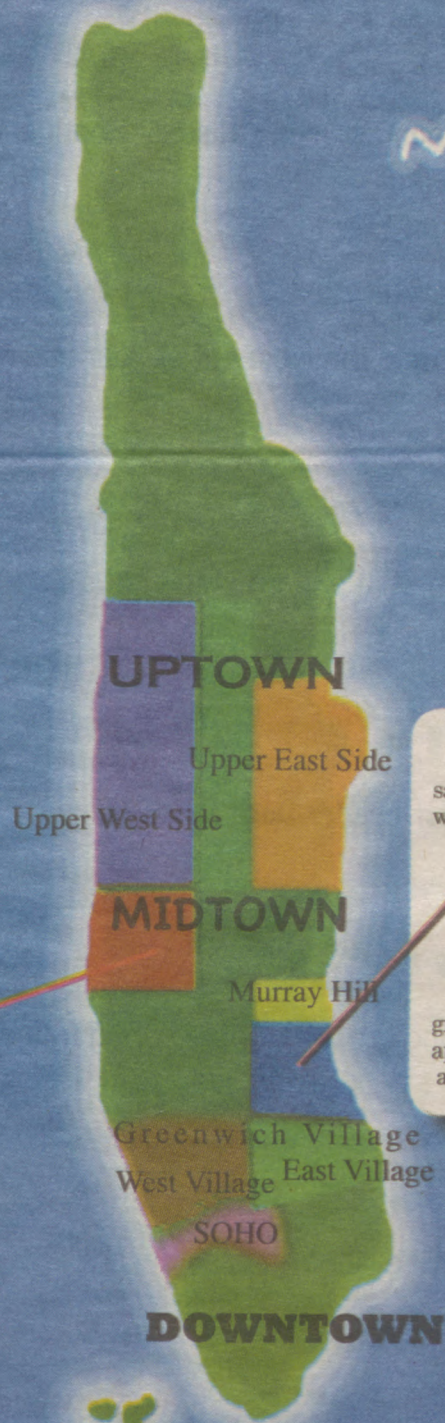 UPTOWN
Upper East Side
Upper West Side
MIDTOWN
Murray Hill
Greenwich Village
East Village
West Village
SOHO
DOWNTOWN